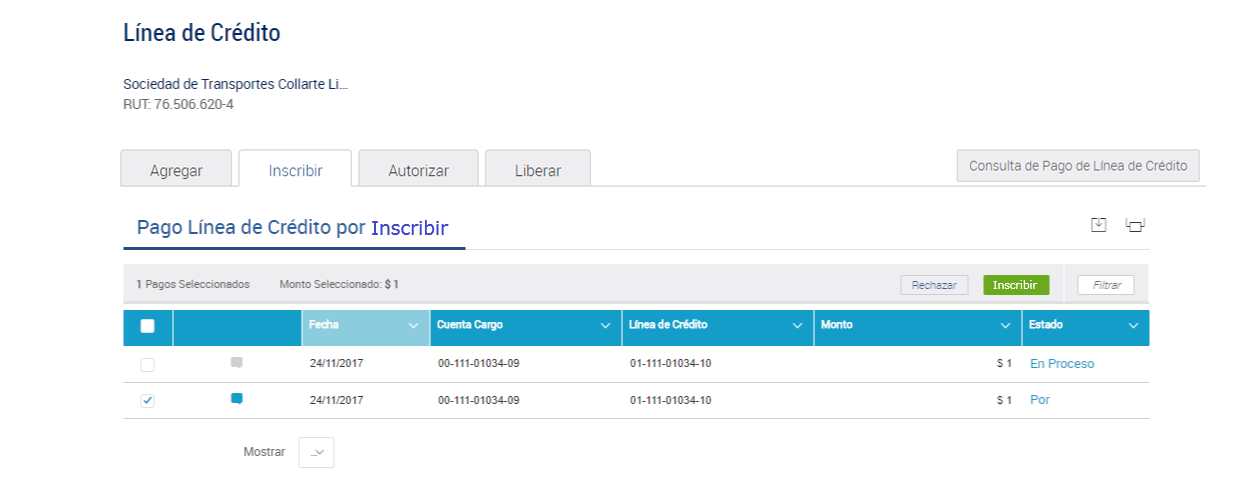 Línea de Crédito
Sociedad de Transportes Collarte Li...
RUT: 76.506.620-4
Agregar Inscribir Autorizar Liberar Consulta de Pago de Línea de Crédito
Pago Línea de Crédito por Inscribir
1 Pagos Seleccionados Monto Seleccionado: $ 1 Rechazar Inscribir Filtrar
Fecha Cuenta Cargo Línea de Crédito Monto Estado
24/11/2017 00-111-01034-09 01-111-01034-10 $ 1 En Proceso
24/11/2017 00-111-01034-09 01-111-01034-10 $ 1 Por
Mostrar ...